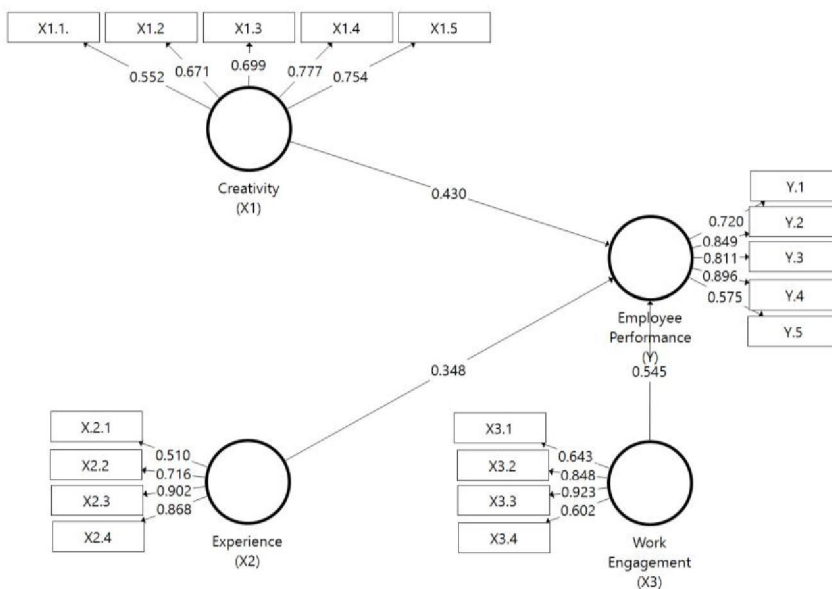 X1.1.
X1.2
X1.3
X1.4
X1.5
0.552
0.671
0.699
0.777
0.754
Creativity
(X1)
0.430
Y.1
Y.2
Y.3
Y.4
Y.5
0.720
0.849
0.811
0.896
0.575
Employee
Performance
(Y)
0.348
0.545
X.2.1
X2.2
X2.3
X2.4
0.510
0.716
0.902
0.868
Experience
(X2)
X3.1
X3.2
X3.3
X3.4
0.643
0.848
0.923
0.602
Work
Engagement
(X3)